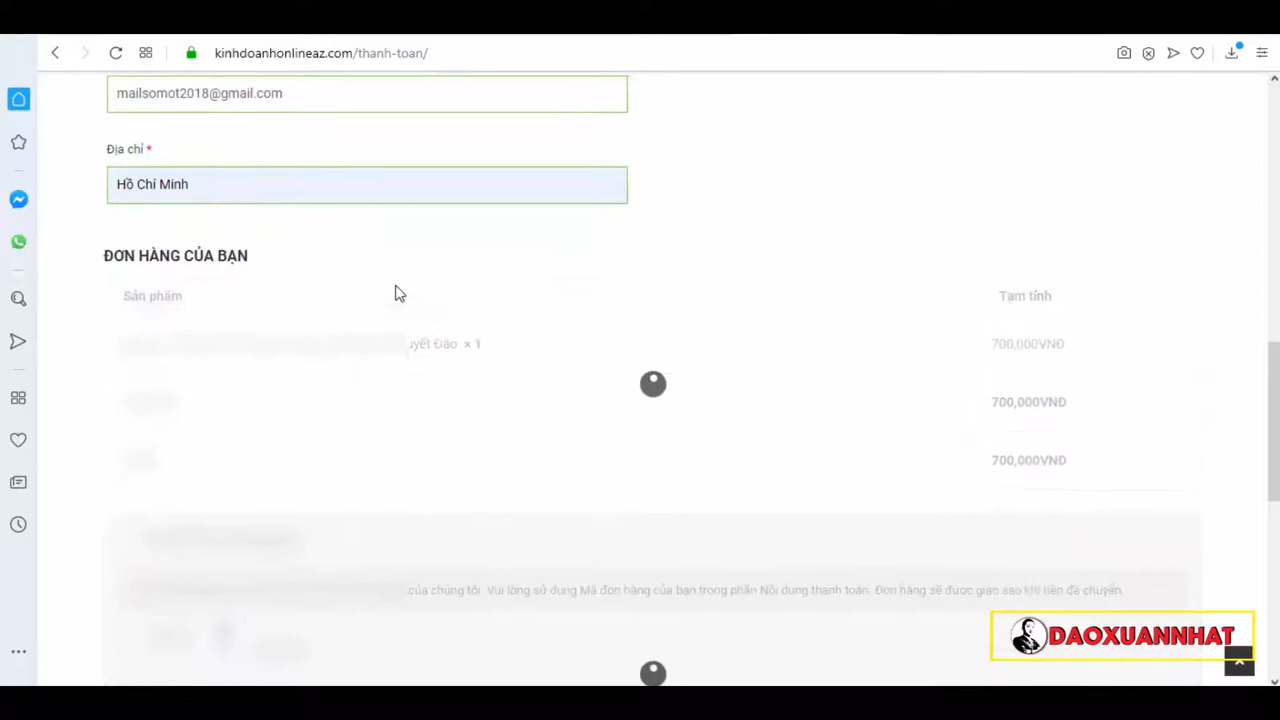 kinhdoanhonlineaz.com/thanh-toan/
mailsomot2018@gmail.com
Địa chỉ *
Hồ Chí Minh
ĐƠN HÀNG CỦA BẠN
Sản phẩm Tạm tính
uyết Đào × 1 700,000VNĐ
700,000VNĐ
700,000VNĐ
của chúng tôi. Vui lòng sử dụng Mã đơn hàng của bạn trong phần Nội dung thanh toán. Đơn hàng sẽ được giao sao khi tiền đã chuyển.
DAOXUANNHAT